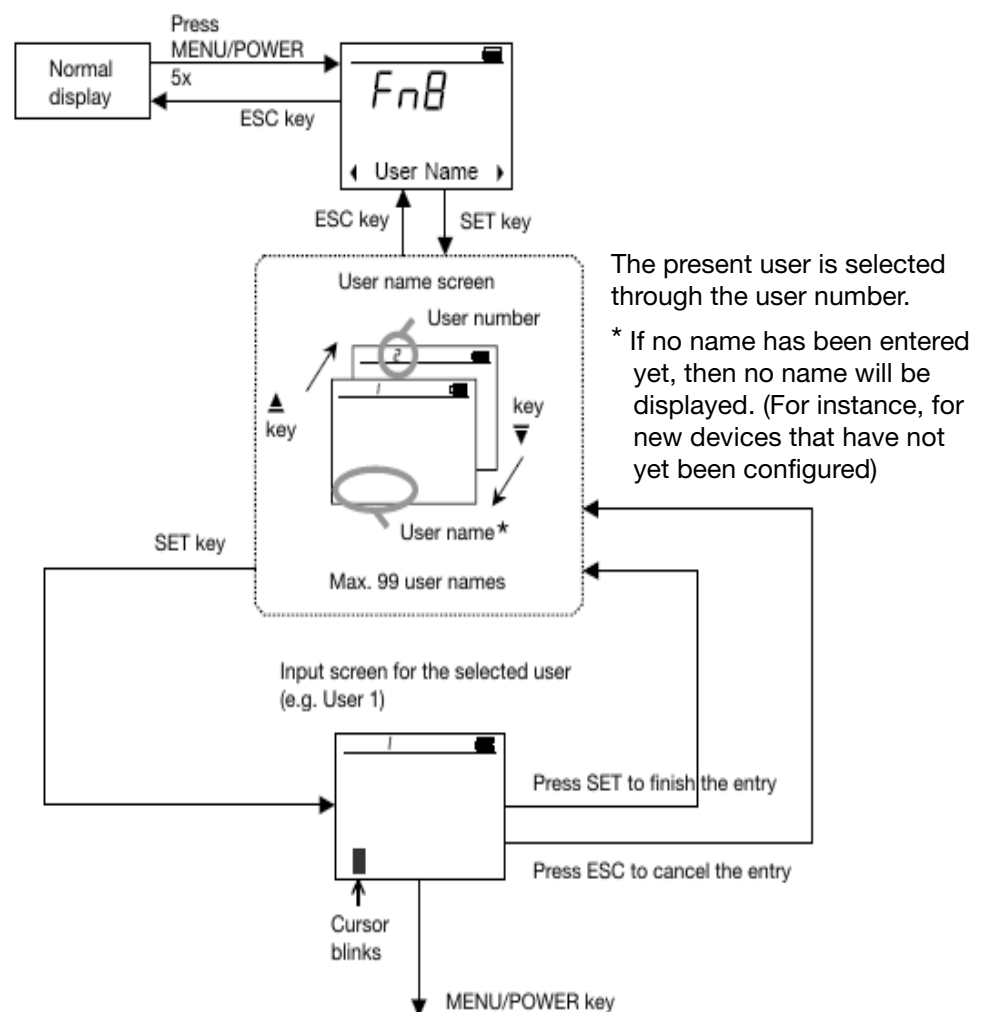 Press
MENU/POWER
5x
Normal
display
ESC key
Fn8
User Name
ESC key
SET key
User name screen
User number
2
1
key
key
User name*
Max. 99 user names
The present user is selected
through the user number.
* If no name has been entered
yet, then no name will be
displayed. (For instance, for
new devices that have not
yet been configured)
SET key
Input screen for the selected user
(e.g. User 1)
1
Press SET to finish the entry
Press ESC to cancel the entry
Cursor
blinks
MENU/POWER key